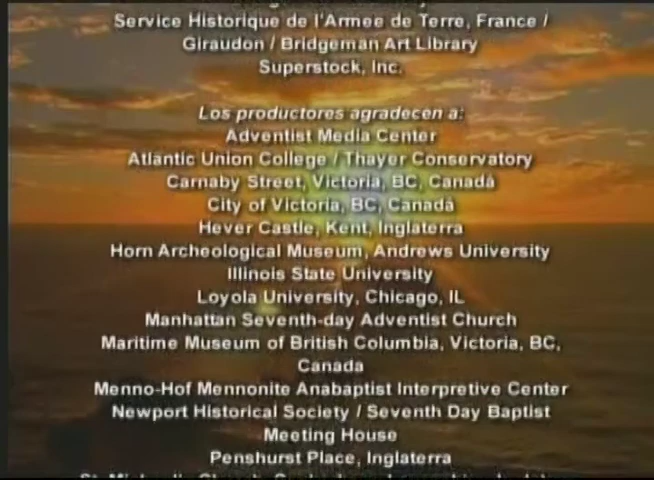 Service Historique de l'Armee de Terre, France /
Giraudon / Bridgeman Art Library
Superstock, Inc.
Los productores agradecen a:
Adventist Media Center
Atlantic Union College / Thayer Conservatory
Carnaby Street, Victoria, BC, Canadá
City of Victoria, BC, Canadá
Hever Castle, Kent, Inglaterra
Horn Archeological Museum, Andrews University
Illinois State University
Loyola University, Chicago, IL
Manhattan Seventh-day Adventist Church
Maritime Museum of British Columbia, Victoria, BC,
Canada
Menno-Hof Mennonite Anabaptist Interpretive Center
Newport Historical Society / Seventh Day Baptist
Meeting House
Penshurst Place, Inglaterra